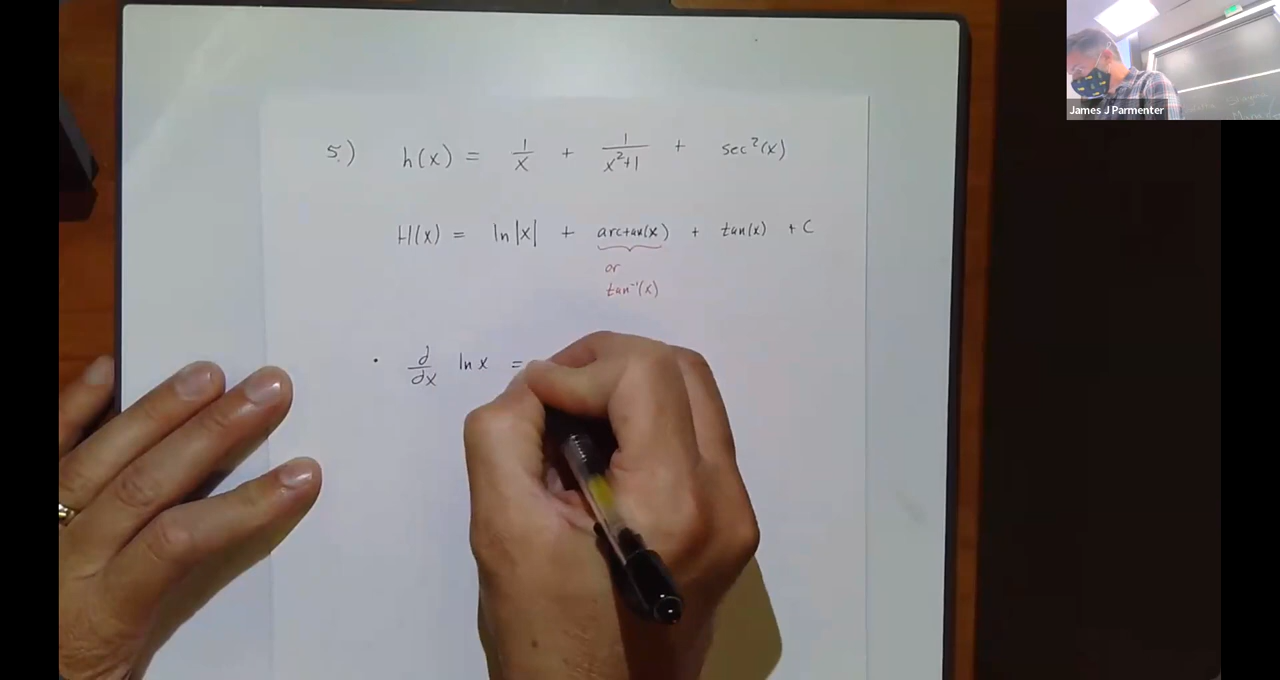 5.) h(x) = 1/x + 1/(x²+1) + sec²(x)
H(x) = ln|x| + arctan(x) + tan(x) + C
or
tan⁻¹(x)
• d/dx ln x =
James J Parmenter